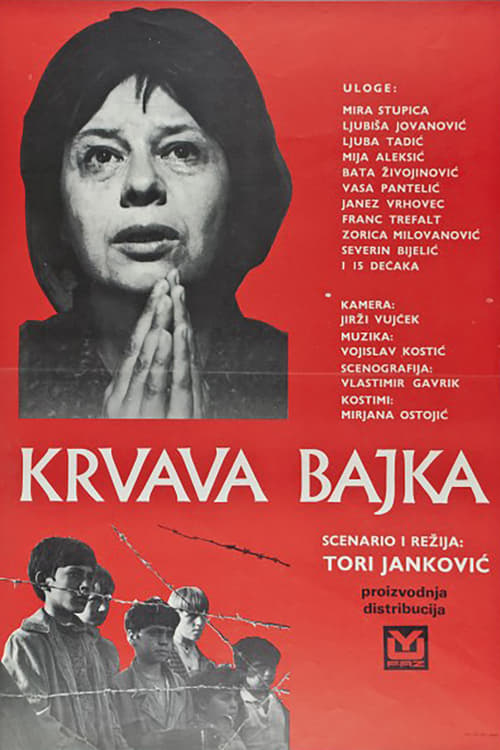 ULOGE:
MIRA STUPICA
LJUBIŠA JOVANOVIĆ
LJUBA TADIĆ
MIJA ALEKSIĆ
BATA ŽIVOJINOVIĆ
VASA PANTELIĆ
JANEZ VRHOVEC
FRANC TREFALT
ZORICA MILOVANOVIĆ
SEVERIN BIJELIĆ
I 15 DEČAKA
KAMERA:
JIRŽI VUJČEK
MUZIKA:
VOJISLAV KOSTIĆ
SCENOGRAFIJA:
VLASTIMIR GAVRIK
KOSTIMI:
MIRJANA OSTOJIĆ
KRVAVA BAJKA
SCENARIO I REŽIJA:
TORI JANKOVIĆ
proizvodnja
distribucija
YU
FRZ